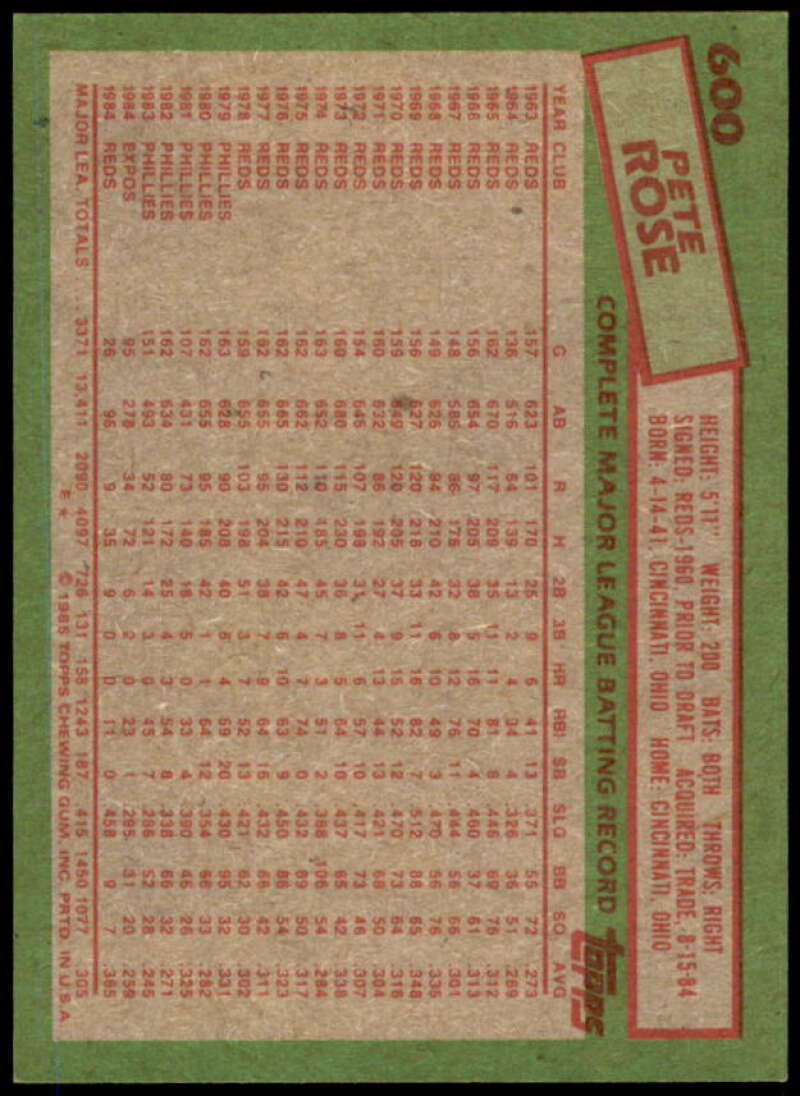 600
PETE
ROSE
HEIGHT: 5'11" WEIGHT: 200 BATS: BOTH THROWS: RIGHT
SIGNED: REDS-1960, PRIOR TO DRAFT ACQUIRED: TRADE, 8-15-84
BORN: 4-14-41, CINCINNATI, OHIO HOME: CINCINNATI, OHIO
COMPLETE MAJOR LEAGUE BATTING RECORD topps
YEAR CLUB G AB R H 2B 3B HR RBI SB SLG BB SO AVG
1963 REDS 157 623 101 170 25 9 6 41 13 .371 55 72 .273
1964 REDS 136 516 64 139 13 2 4 34 4 .326 36 51 .269
1965 REDS 162 670 117 209 35 11 11 81 8 .446 69 76 .312
1966 REDS 156 654 97 205 38 5 16 70 4 .460 37 61 .313
1967 REDS 148 585 86 176 32 8 12 76 11 .444 56 66 .301
1968 REDS 149 626 94 210 42 6 10 49 3 .470 56 76 .335
1969 REDS 156 627 120 218 33 11 16 82 7 .512 88 65 .348
1970 REDS 159 649 120 205 37 9 15 52 12 .470 73 64 .316
1971 REDS 160 632 86 192 27 4 13 44 13 .421 68 50 .304
1972 REDS 154 645 107 198 31 11 6 57 10 .417 73 46 .307
1973 REDS 160 680 115 230 36 8 5 64 10 .437 65 42 .338
1974 REDS 163 652 110 185 45 7 3 51 2 .388 106 54 .284
1975 REDS 162 662 112 210 47 4 7 74 0 .432 89 50 .317
1976 REDS 162 665 130 215 42 6 10 63 9 .450 86 54 .323
1977 REDS 162 655 95 204 38 7 9 64 16 .432 66 42 .311
1978 REDS 159 655 103 198 51 3 7 52 13 .421 62 30 .302
1979 PHILLIES 163 628 90 208 40 5 4 59 20 .430 95 32 .331
1980 PHILLIES 162 655 95 185 42 1 1 64 12 .354 66 33 .282
1981 PHILLIES 107 431 73 140 18 5 0 33 4 .390 46 26 .325
1982 PHILLIES 162 634 80 172 25 4 3 54 8 .338 66 32 .271
1983 PHILLIES 151 493 52 121 14 3 0 45 7 .286 52 28 .245
1984 EXPOS 95 278 34 72 6 2 0 23 1 .295 31 20 .259
1984 REDS 26 96 9 35 9 0 0 11 0 .458 9 7 .365
MAJOR LEA. TOTALS 3371 13,411 2090 4097 726 131 158 1243 187 .415 1450 1077 .305
E* © 1985 TOPPS CHEWING GUM, INC. PRTD. IN U.S.A.